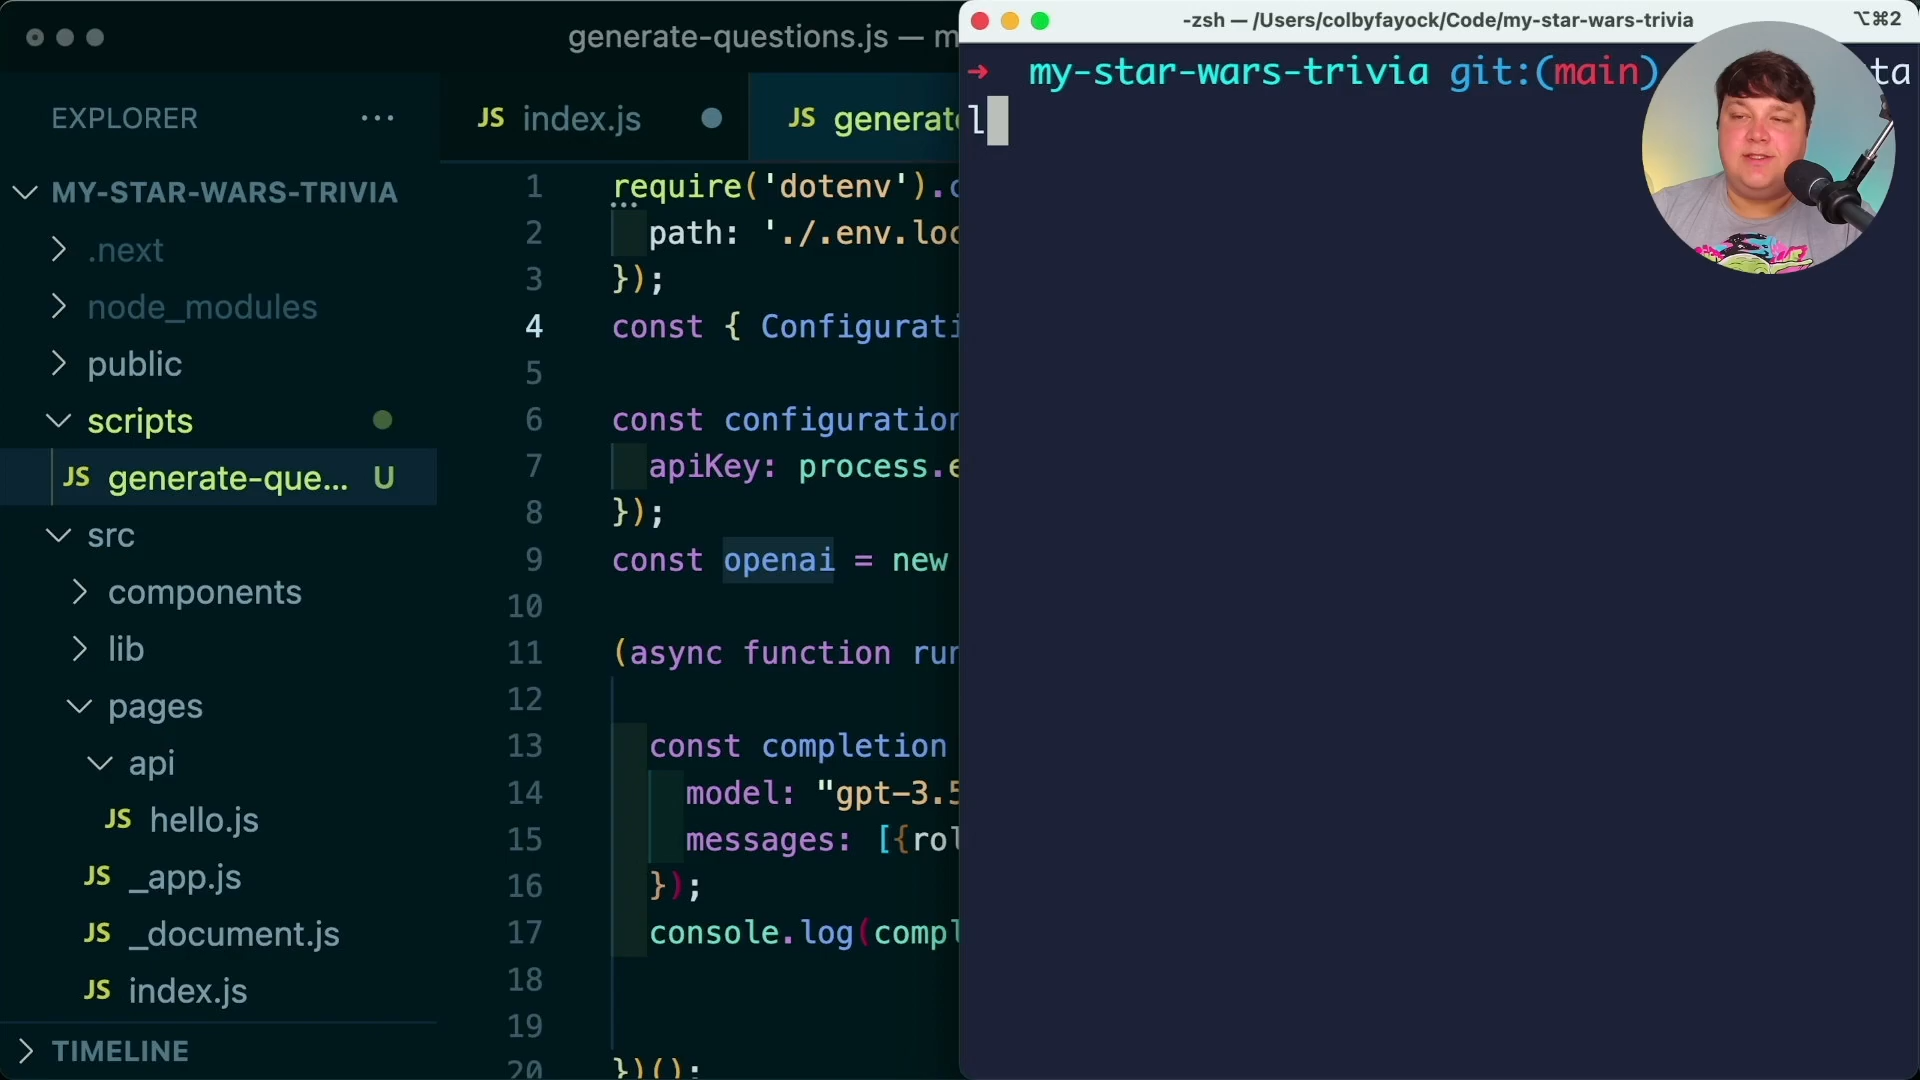 generate-questions.js — m
EXPLORER
MY-STAR-WARS-TRIVIA
.next
node_modules
public
scripts
JS generate-que... U
src
components
lib
pages
api
JS hello.js
JS _app.js
JS _document.js
JS index.js
TIMELINE
JS index.js
JS generat
1 require('dotenv').c
2 path: './.env.loc
3 });
4 const { Configurati
5
6 const configuration
7 apiKey: process.e
8 });
9 const openai = new
10
11 (async function run
12
13 const completion
14 model: "gpt-3.5
15 messages: [{rol
16 });
17 console.log(compl
18
19
20 })();
-zsh — /Users/colbyfayock/Code/my-star-wars-trivia ⌥⌘2
→ my-star-wars-trivia git:(main) ta
l